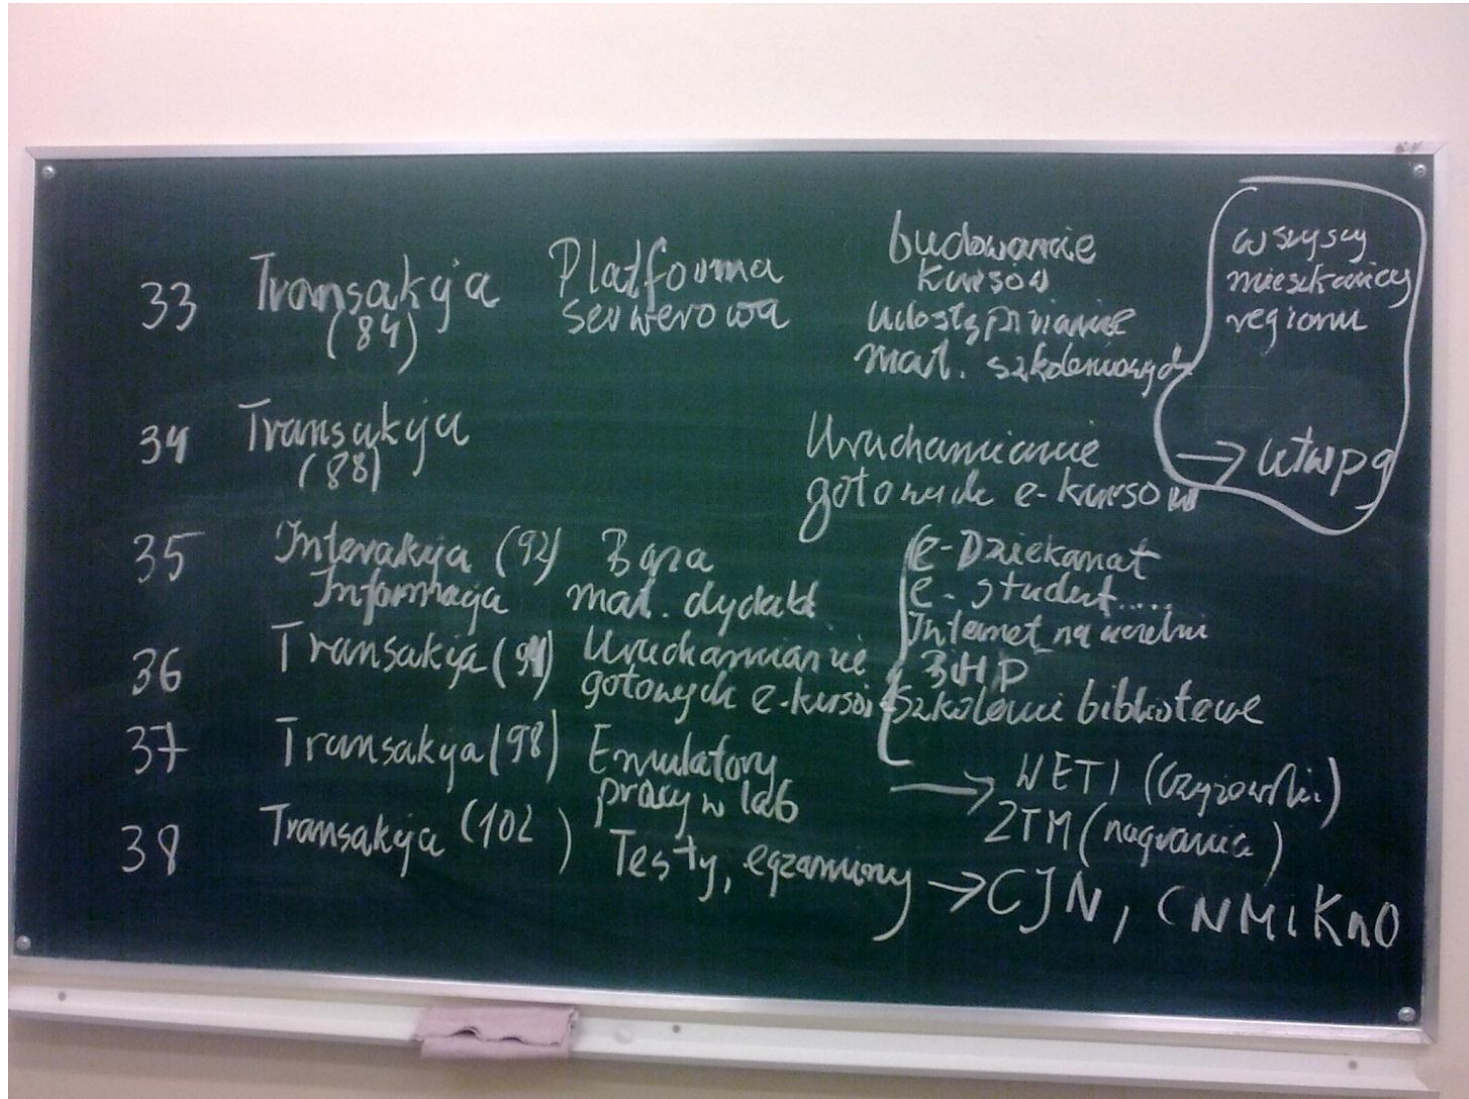 33 Transakcja (84)
Platforma serwerowa
budowanie
kursów
udostępnianie
mat. szkoleniowych
wszyscy
mieszkańcy
regionu
34 Transakcja (88)
Uruchamianie
gotowych e-kursów
→ utwpg
35 Interakcja (92) Baza
Informacja mat. dydakt.
e-Dziekanat
e-student....
Internet na uczelni
BHP
Szkolenie biblioteczne
36 Transakcja (94) Uruchamianie
gotowych e-kursów
37 Transakcja (98) Emulatory
pracy w lab
→ WETI
ZTM (nagrania)
38 Transakcja (102) Testy, egzaminy → CJN, CNMiKnO